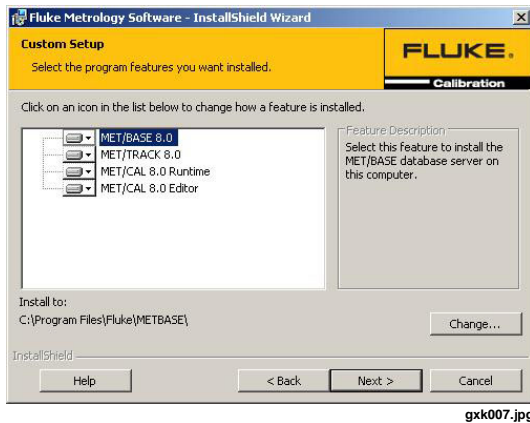 Fluke Metrology Software - InstallShield Wizard
Custom Setup
Select the program features you want installed.
FLUKE®
Calibration
Click on an icon in the list below to change how a feature is installed.
MET/BASE 8.0
MET/TRACK 8.0
MET/CAL 8.0 Runtime
MET/CAL 8.0 Editor
Feature Description
Select this feature to install the
MET/BASE database server on
this computer.
Install to:
C:\Program Files\Fluke\METBASE\
Change...
InstallShield
Help
< Back
Next >
Cancel
gxk007.jpg